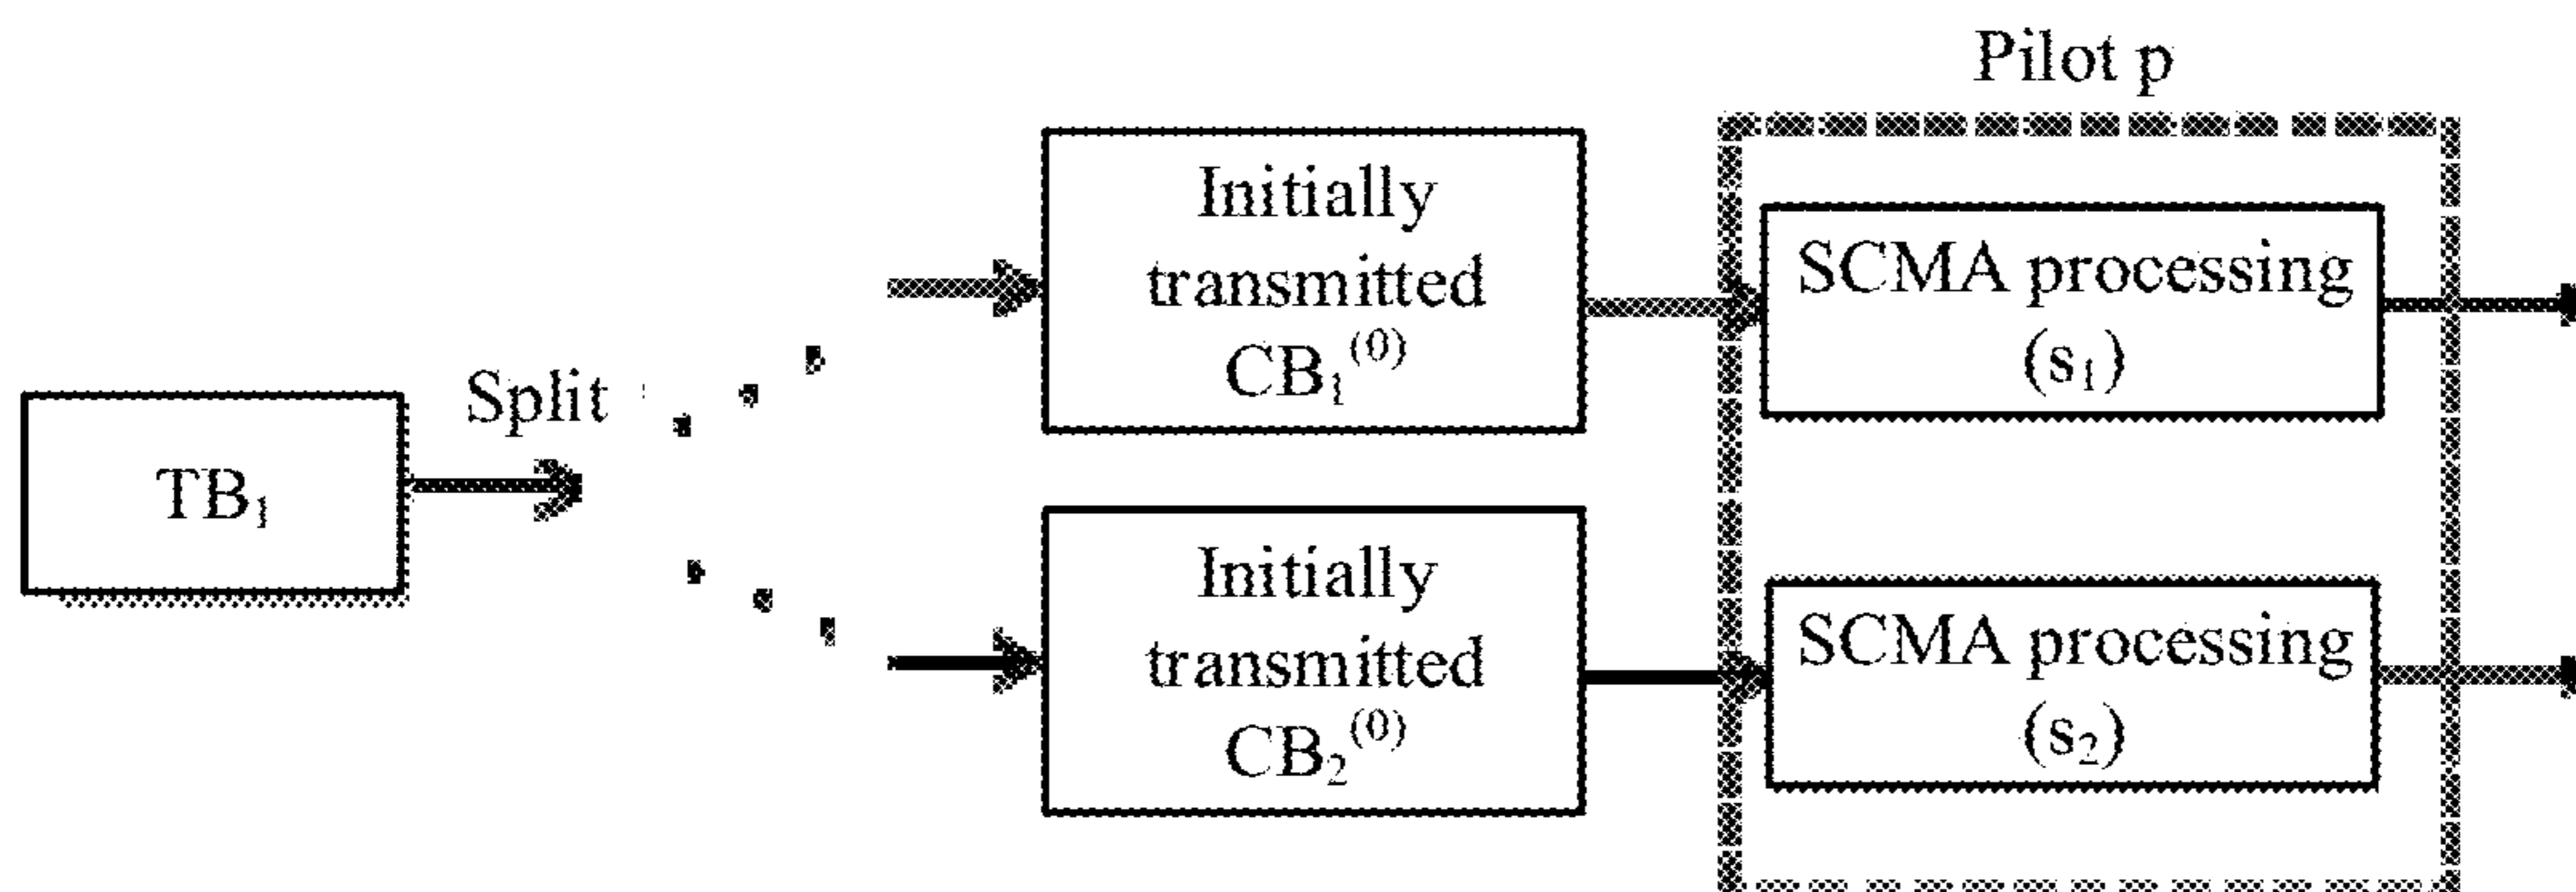 Pilot p
Initially
transmitted
CB₁⁽⁰⁾
SCMA processing
(s₁)
Split
TB₁
Initially
transmitted
CB₂⁽⁰⁾
SCMA processing
(s₂)